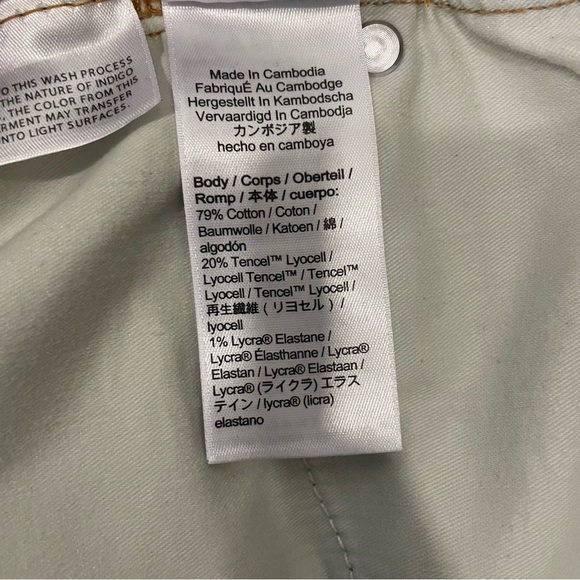 O THIS WASH PROCESS
THE NATURE OF INDIGO
, THE COLOR FROM THIS
RMENT MAY TRANSFER
NTO LIGHT SURFACES.
Made In Cambodia
FabriquÉ Au Cambodge
Hergestellt In Kambodscha
Vervaardigd In Cambodja
カンボジア製
hecho en camboya
Body / Corps / Oberteil /
Romp / 本体 / cuerpo:
79% Cotton / Coton /
Baumwolle / Katoen / 綿 /
algodón
20% Tencel™ Lyocell /
Lyocell Tencel™ / Tencel™
Lyocell / Tencel™ Lyocell /
再生繊維 ( リヨセル ) /
lyocell
1% Lycra® Elastane /
Lycra® Élasthanne / Lycra®
Elastan / Lycra® Elastaan /
Lycra® (ライクラ) エラス
テイン / lycra® (licra)
elastano